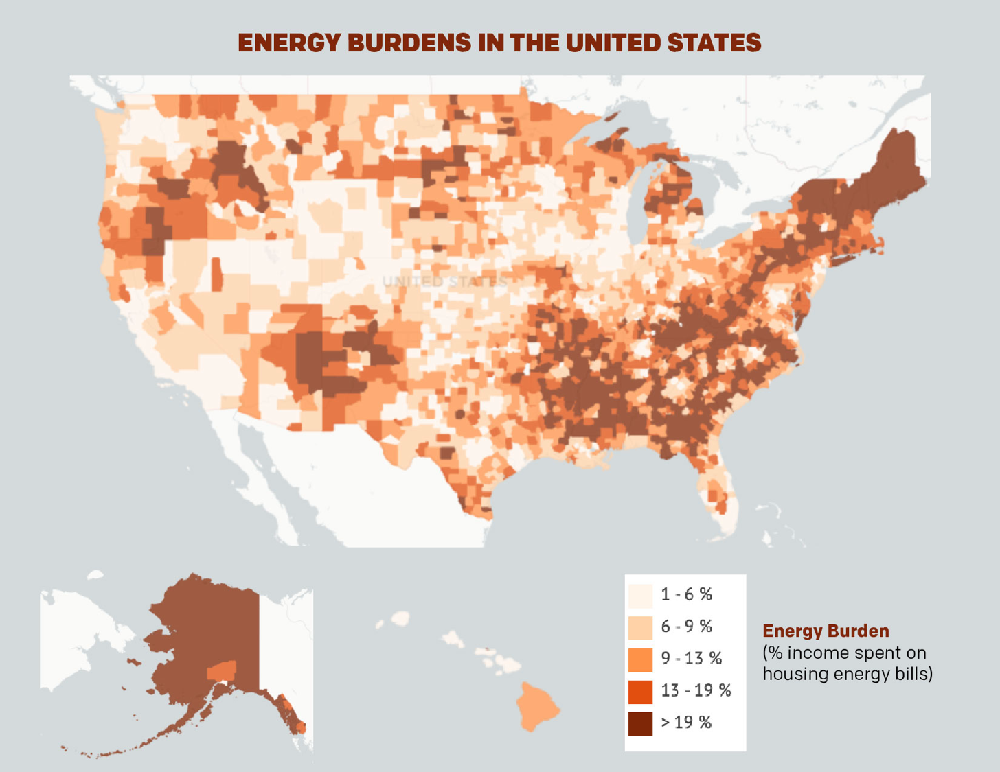 ENERGY BURDENS IN THE UNITED STATES
UNITED STATES
1 - 6 %
6 - 9 %
9 - 13 %
13 - 19 %
> 19 %
Energy Burden
(% income spent on
housing energy bills)